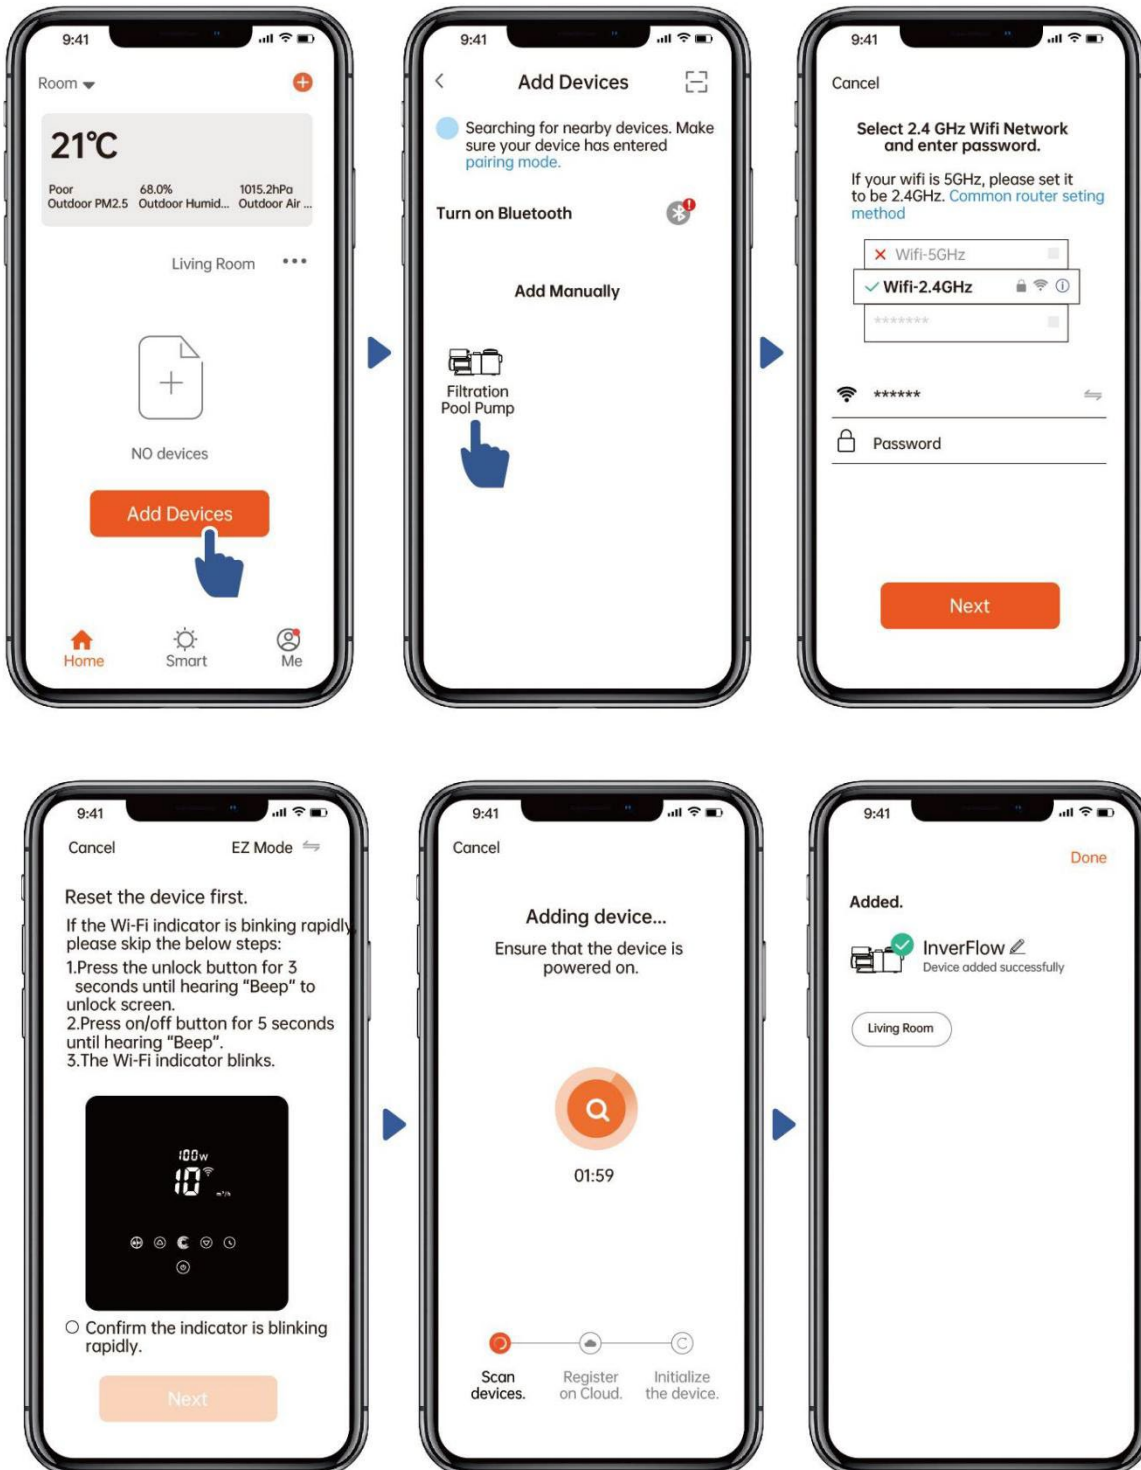 9:41
Room
21°C
Poor 68.0% 1015.2hPa
Outdoor PM2.5 Outdoor Humid... Outdoor Air ...
Living Room
NO devices
Add Devices
Home Smart Me
9:41
Add Devices
Searching for nearby devices. Make
sure your device has entered
pairing mode.
Turn on Bluetooth
Add Manually
Filtration
Pool Pump
9:41
Cancel
Select 2.4 GHz Wifi Network
and enter password.
If your wifi is 5GHz, please set it
to be 2.4GHz. Common router seting
method
Wifi-5GHz
Wifi-2.4GHz
*******
******
Password
Next
9:41
Cancel EZ Mode
Reset the device first.
If the Wi-Fi indicator is binking rapidly,
please skip the below steps:
1.Press the unlock button for 3
seconds until hearing "Beep" to
unlock screen.
2.Press on/off button for 5 seconds
until hearing "Beep".
3.The Wi-Fi indicator blinks.
100w
10
m³/h
Confirm the indicator is blinking
rapidly.
Next
9:41
Cancel
Adding device...
Ensure that the device is
powered on.
01:59
Scan
devices.
Register
on Cloud.
Initialize
the device.
9:41
Done
Added.
InverFlow
Device added successfully
Living Room